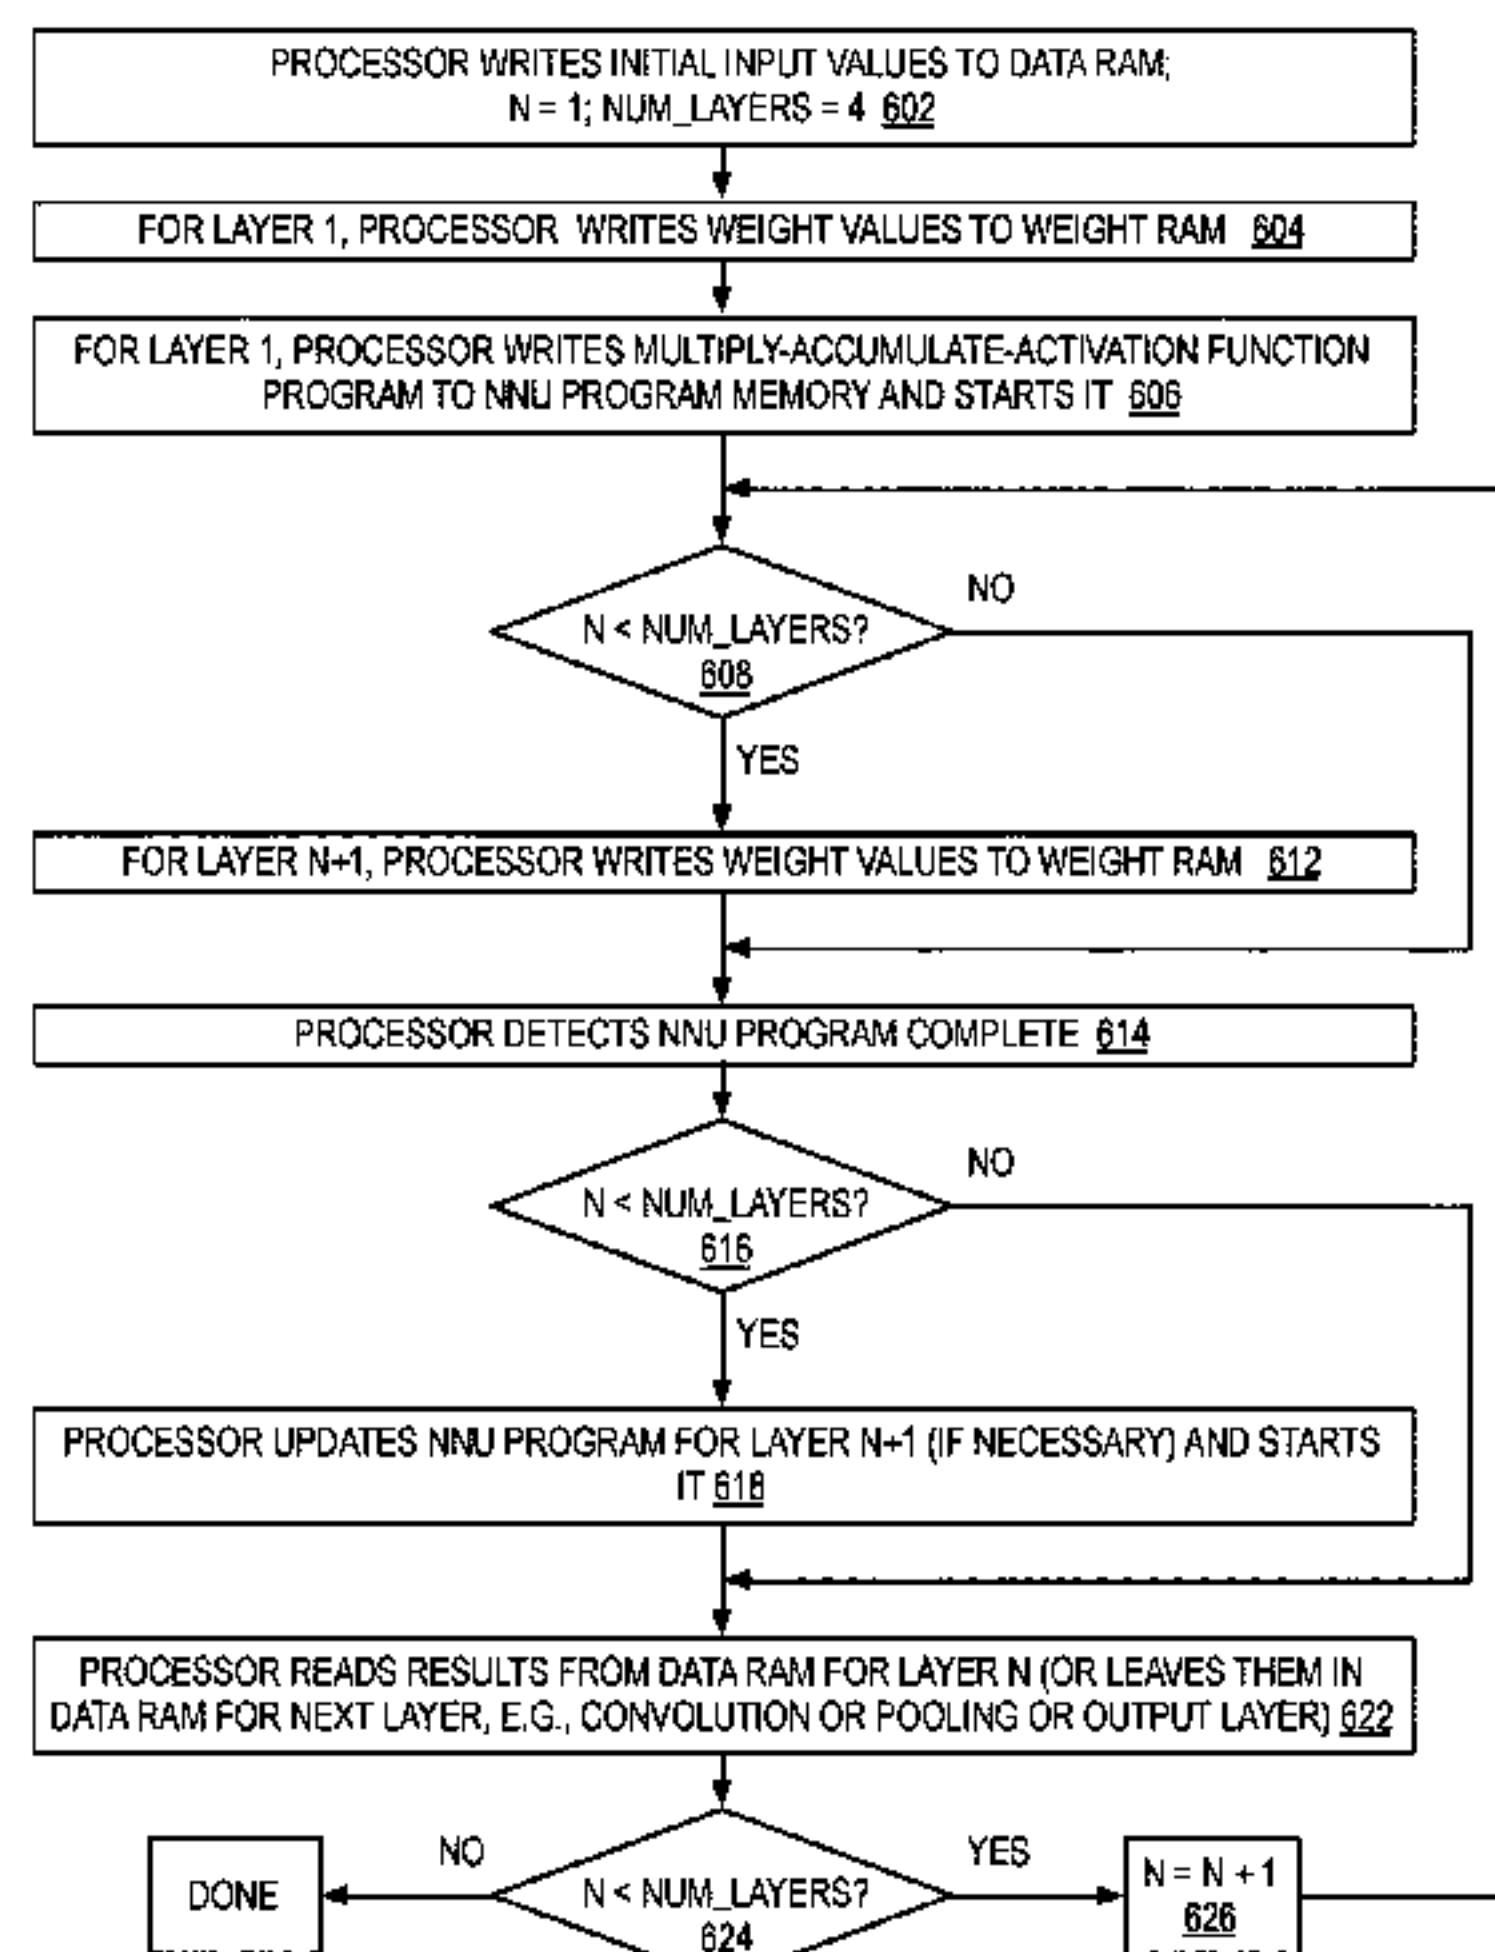 PROCESSOR WRITES INITIAL INPUT VALUES TO DATA RAM;
N = 1; NUM_LAYERS = 4 602
FOR LAYER 1, PROCESSOR WRITES WEIGHT VALUES TO WEIGHT RAM 604
FOR LAYER 1, PROCESSOR WRITES MULTIPLY-ACCUMULATE-ACTIVATION FUNCTION
PROGRAM TO NNU PROGRAM MEMORY AND STARTS IT 606
NO
N < NUM_LAYERS?
608
YES
FOR LAYER N+1, PROCESSOR WRITES WEIGHT VALUES TO WEIGHT RAM 612
PROCESSOR DETECTS NNU PROGRAM COMPLETE 614
NO
N < NUM_LAYERS?
616
YES
PROCESSOR UPDATES NNU PROGRAM FOR LAYER N+1 (IF NECESSARY) AND STARTS
IT 618
PROCESSOR READS RESULTS FROM DATA RAM FOR LAYER N (OR LEAVES THEM IN
DATA RAM FOR NEXT LAYER, E.G., CONVOLUTION OR POOLING OR OUTPUT LAYER) 622
NO
YES
DONE
N < NUM_LAYERS?
624
N = N + 1
626